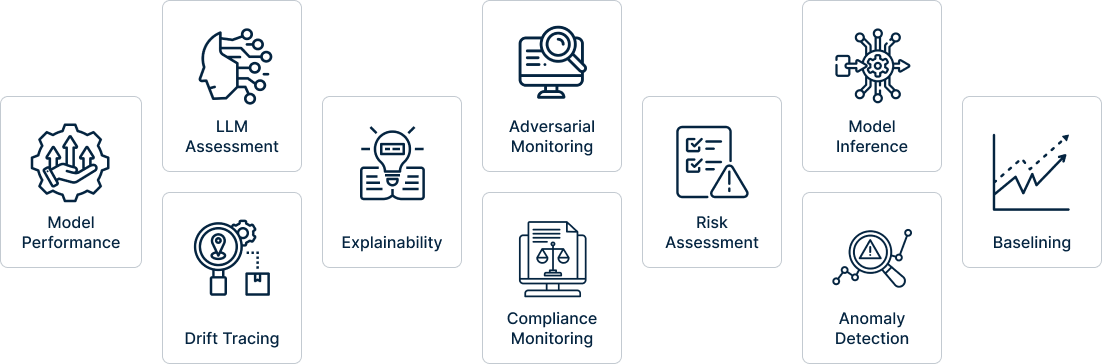 Model
Performance
LLM
Assessment
Drift Tracing
Explainability
Adversarial
Monitoring
Compliance
Monitoring
Risk
Assessment
Model
Inference
Anomaly
Detection
Baselining